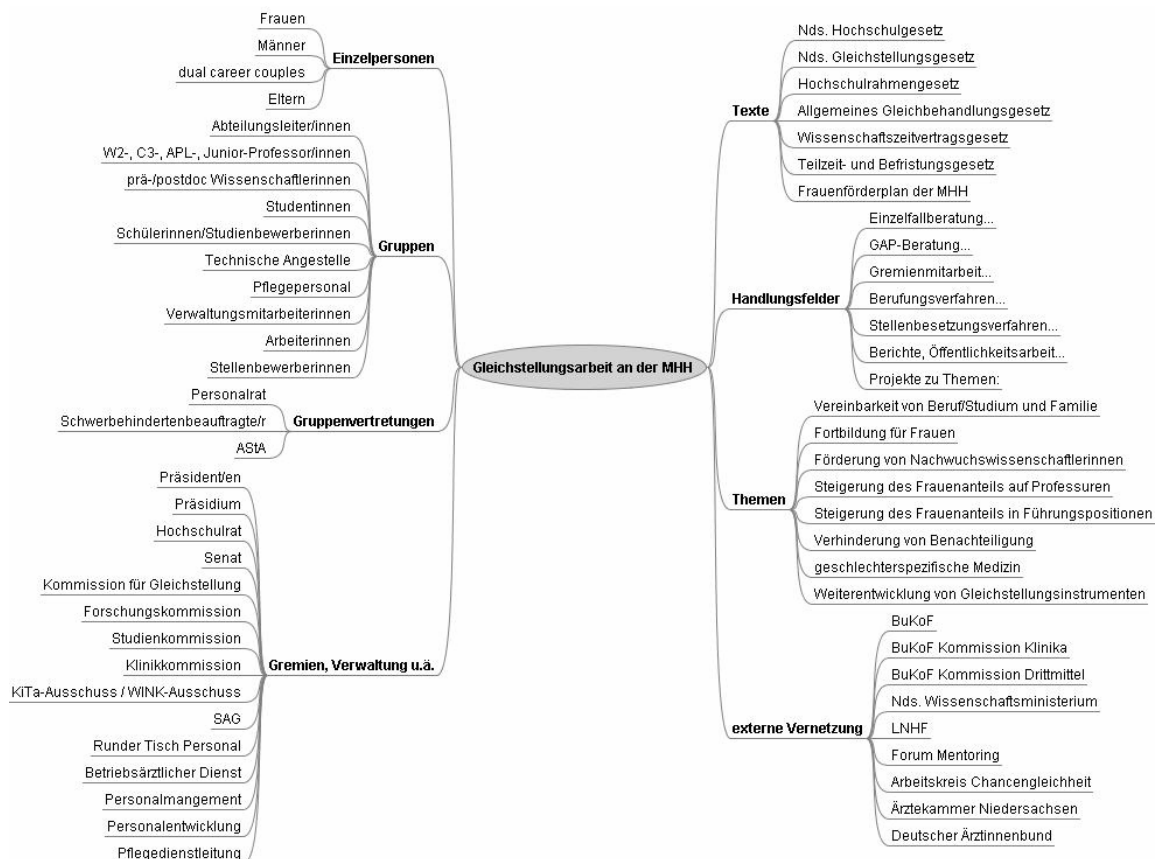 Frauen
Männer
dual career couples
Eltern
Einzelpersonen
Abteilungsleiter/innen
W2-, C3-, APL-, Junior-Professor/innen
prä-/postdoc Wissenschaftlerinnen
Studentinnen
Schülerinnen/Studienbewerberinnen
Technische Angestelle
Pflegepersonal
Verwaltungsmitarbeiterinnen
Arbeiterinnen
Stellenbewerberinnen
Gruppen
Personalrat
Schwerbehindertenbeauftragte/r
AStA
Gruppenvertretungen
Präsident/en
Präsidium
Hochschulrat
Senat
Kommission für Gleichstellung
Forschungskommission
Studienkommission
Klinikkommission
KiTa-Ausschuss / WINK-Ausschuss
SAG
Runder Tisch Personal
Betriebsärztlicher Dienst
Personalmangement
Personalentwicklung
Pflegedienstleitung
Gremien, Verwaltung u.ä.
Gleichstellungsarbeit an der MHH
Texte
Nds. Hochschulgesetz
Nds. Gleichstellungsgesetz
Hochschulrahmengesetz
Allgemeines Gleichbehandlungsgesetz
Wissenschaftszeitvertragsgesetz
Teilzeit- und Befristungsgesetz
Frauenförderplan der MHH
Handlungsfelder
Einzelfallberatung...
GAP-Beratung...
Gremienmitarbeit...
Berufungsverfahren...
Stellenbesetzungsverfahren...
Berichte, Öffentlichkeitsarbeit...
Projekte zu Themen:
Themen
Vereinbarkeit von Beruf/Studium und Familie
Fortbildung für Frauen
Förderung von Nachwuchswissenschaftlerinnen
Steigerung des Frauenanteils auf Professuren
Steigerung des Frauenanteils in Führungspositionen
Verhinderung von Benachteiligung
geschlechterspezifische Medizin
Weiterentwicklung von Gleichstellungsinstrumenten
externe Vernetzung
BuKoF
BuKoF Kommission Klinika
BuKoF Kommission Drittmittel
Nds. Wissenschaftsministerium
LNHF
Forum Mentoring
Arbeitskreis Chancengleichheit
Ärztekammer Niedersachsen
Deutscher Ärztinnenbund